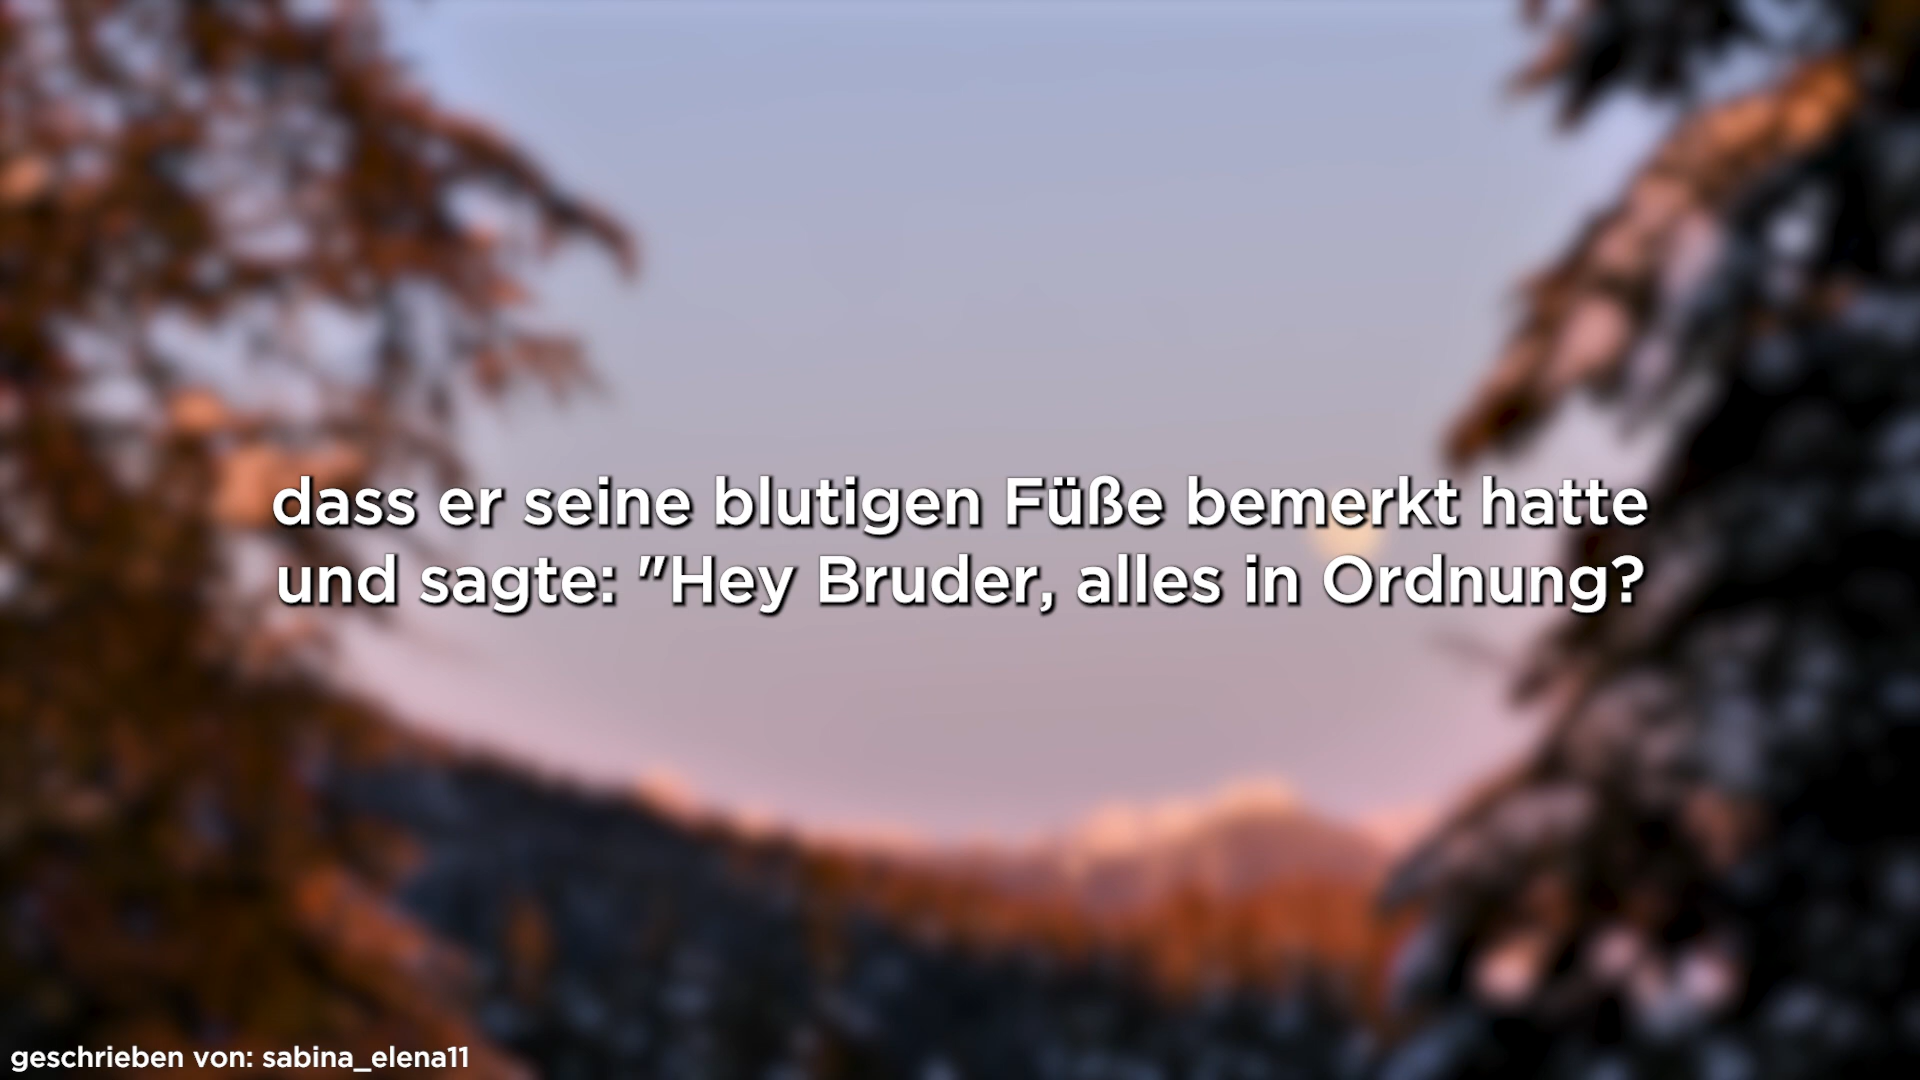 dass er seine blutigen Füße bemerkt hatte
und sagte: "Hey Bruder, alles in Ordnung?
geschrieben von: sabina_elena11